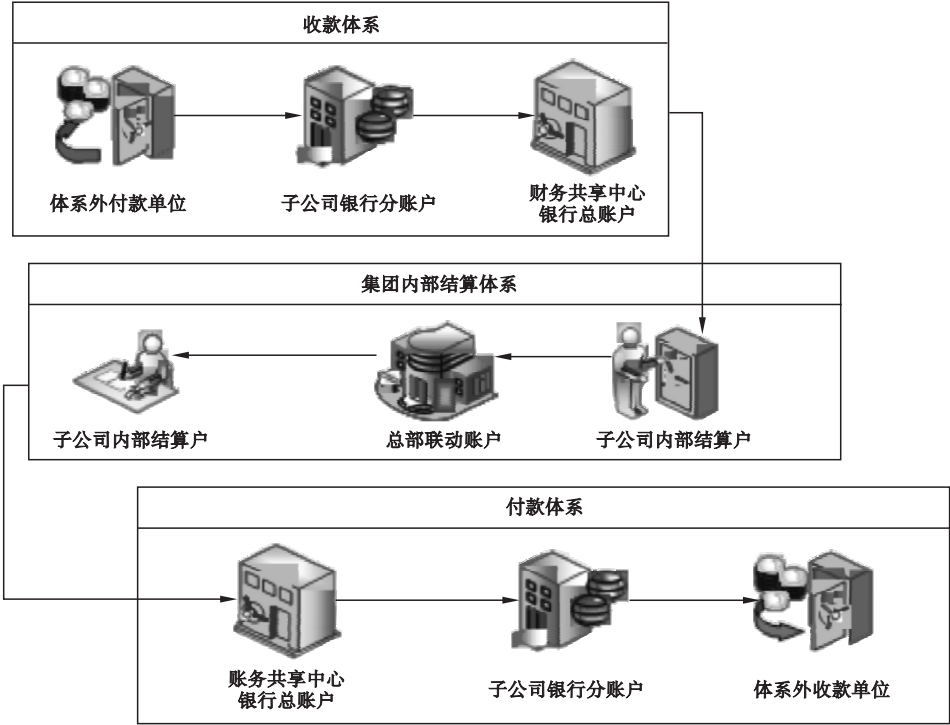 收款体系
体系外付款单位
子公司银行分账户
财务共享中心
银行总账户
集团内部结算体系
子公司内部结算户
总部联动账户
子公司内部结算户
付款体系
账务共享中心
银行总账户
子公司银行分账户
体系外收款单位